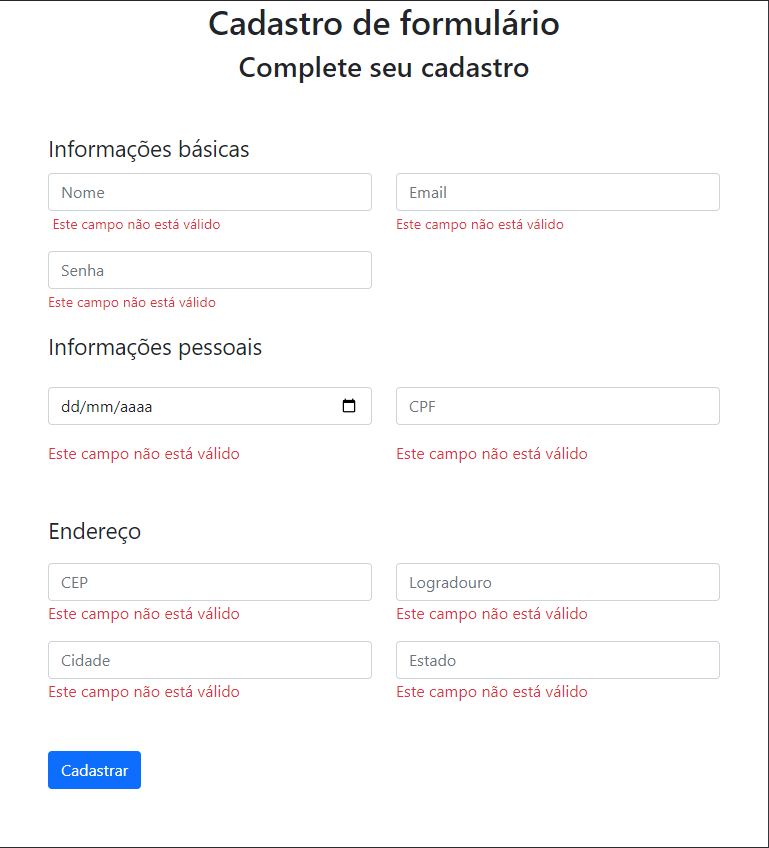 Cadastro de formulário
Complete seu cadastro
Informações básicas
Nome Email
Este campo não está válido Este campo não está válido
Senha
Este campo não está válido
Informações pessoais
dd/mm/aaaa CPF
Este campo não está válido Este campo não está válido
Endereço
CEP Logradouro
Este campo não está válido Este campo não está válido
Cidade Estado
Este campo não está válido Este campo não está válido
Cadastrar